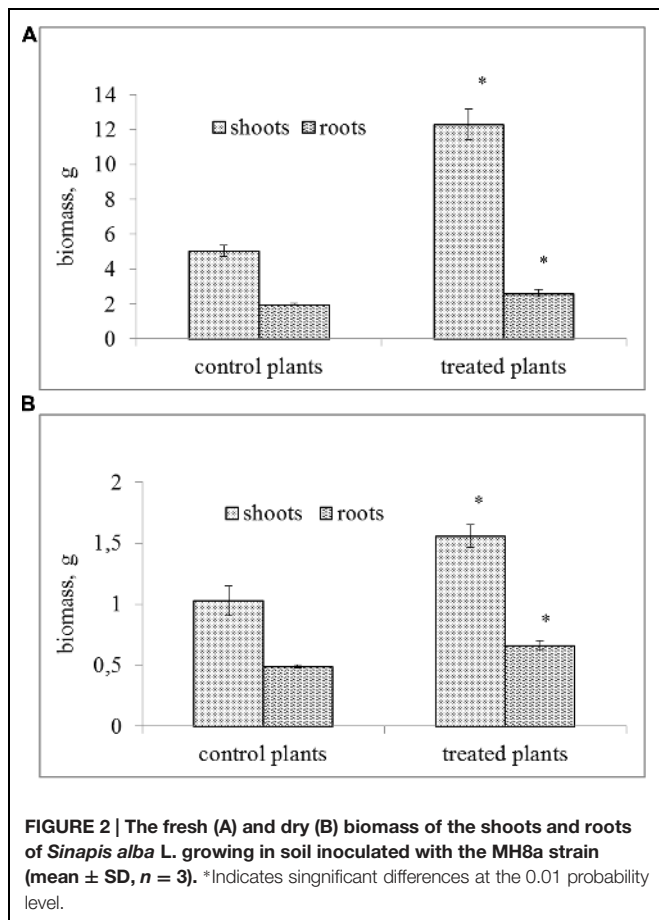 A
*
14
12
10
8
6
4
2
0
biomass, g
shoots roots
*
control plants treated plants
B
2
1,5
1
0,5
0
biomass, g
shoots roots
*
*
control plants treated plants
FIGURE 2 | The fresh (A) and dry (B) biomass of the shoots and roots
of Sinapis alba L. growing in soil inoculated with the MH8a strain
(mean ± SD, n = 3). *Indicates singnificant differences at the 0.01 probability
level.